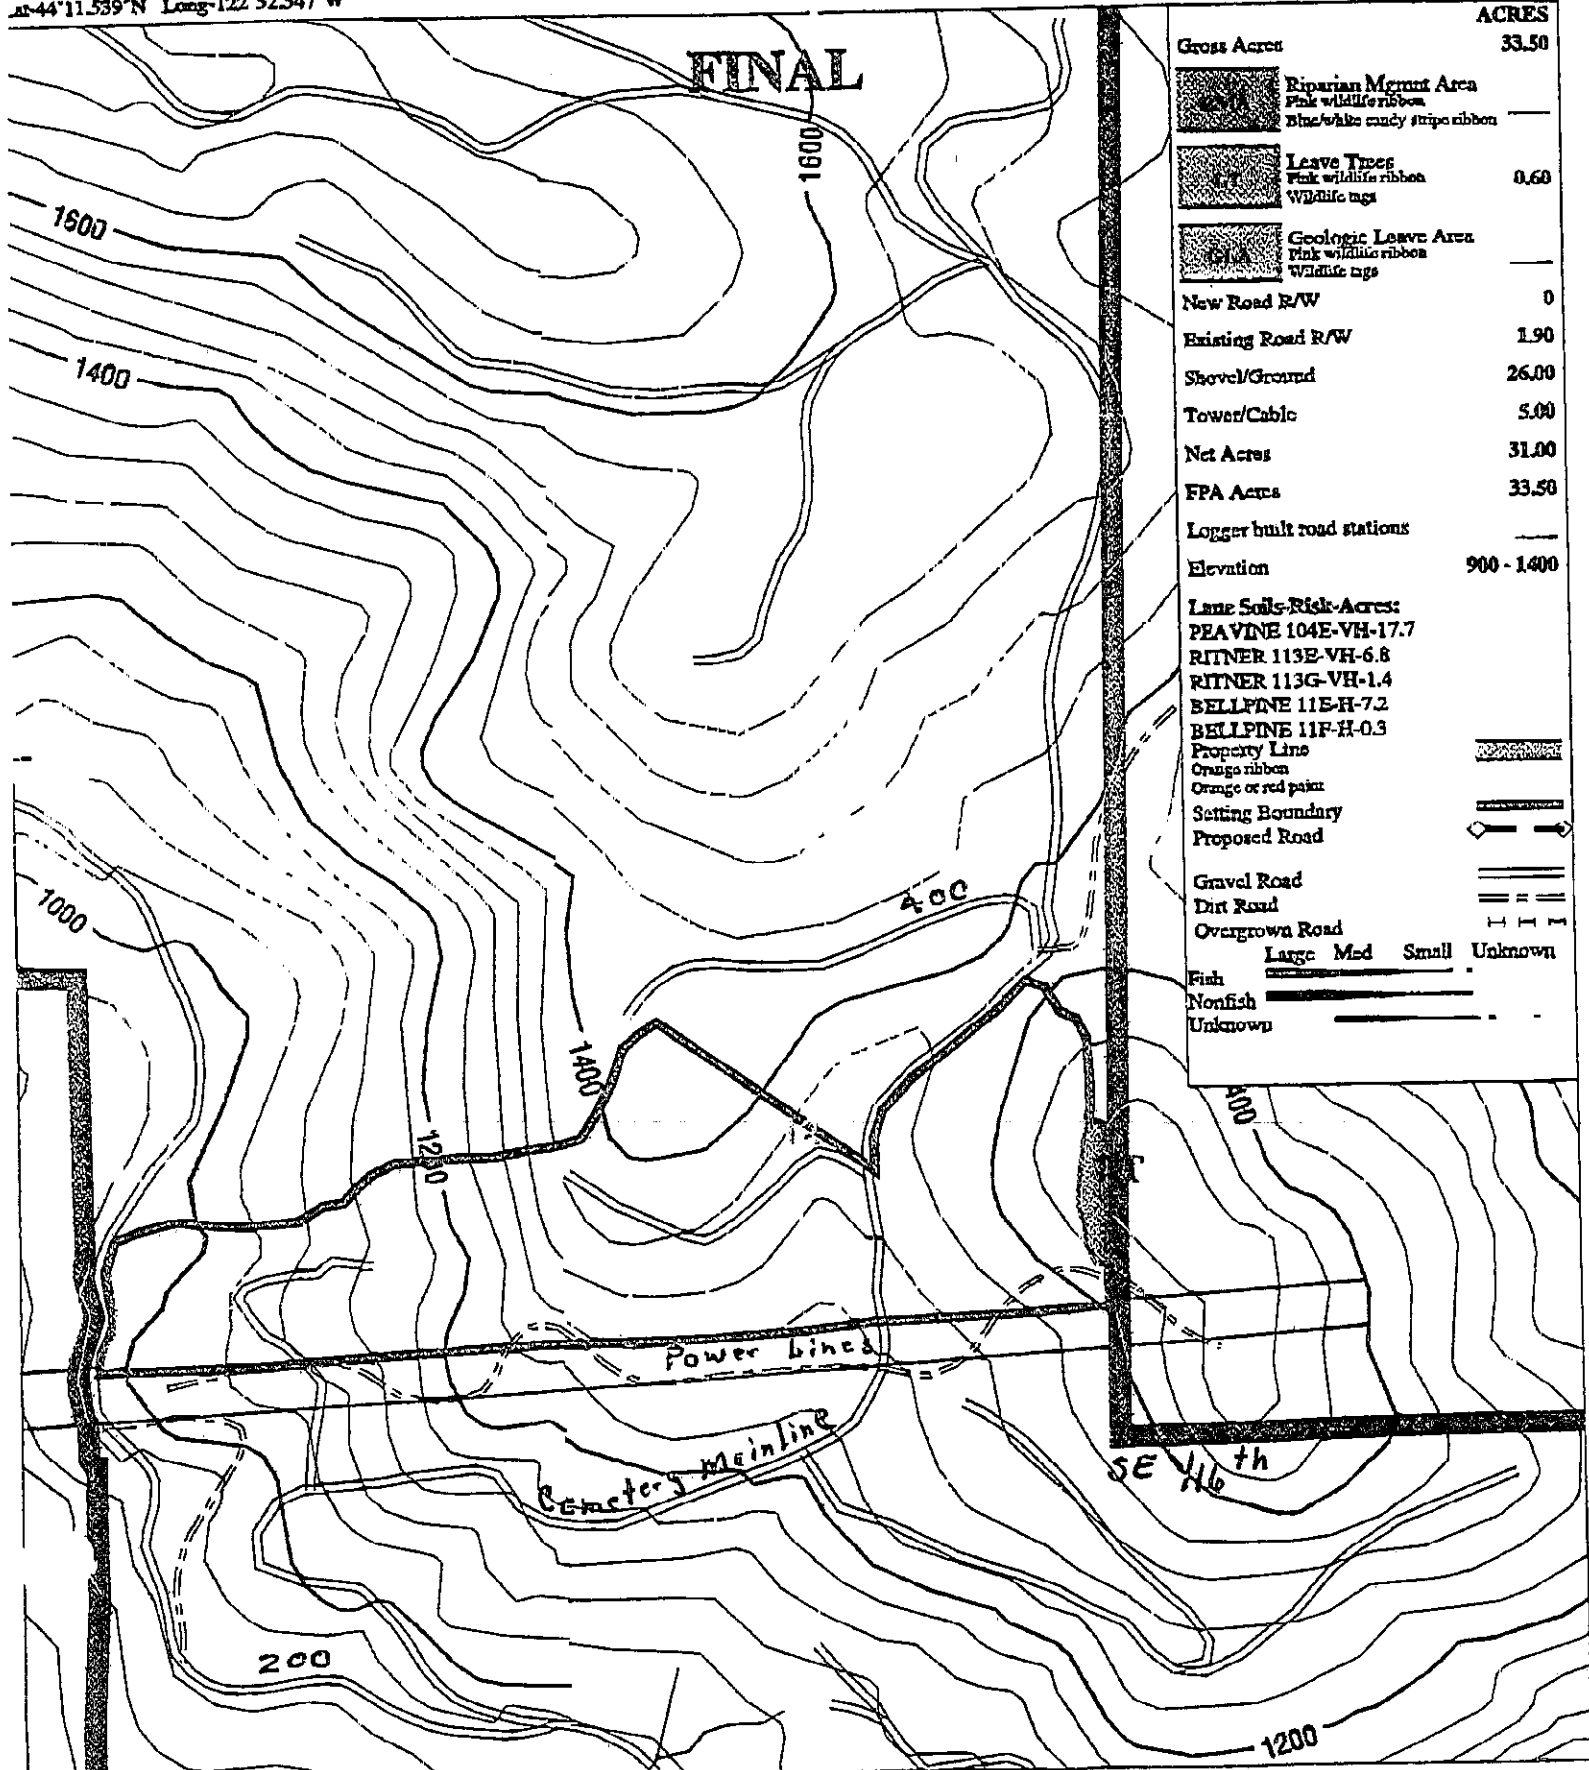 44°11.539'N Long-122°52.547'W
FINAL
ACRES
Gross Acres 33.50
RMA
Riparian Mgmnt Area
Pink wildlife ribbon
Blue/white candy stripe ribbon
LT
Leave Trees 0.60
Pink wildlife ribbon
Wildlife tags
GLA
Geologic Leave Area
Pink wildlife ribbon
Wildlife tags
New Road R/W 0
Existing Road R/W 1.90
Shovel/Ground 26.00
Tower/Cable 5.00
Net Acres 31.00
FPA Acres 33.50
Logger built road stations
Elevation 900 - 1400
Lane Soils-Risk-Acres:
PEAVINE 104E-VH-17.7
RITNER 113E-VH-6.8
RITNER 113G-VH-1.4
BELLPINE 11E-H-7.2
BELLPINE 11F-H-0.3
Property Line
Orange ribbon
Orange or red paint
Setting Boundary
Proposed Road
Gravel Road
Dirt Road
Overgrown Road
Large Med Small Unknown
Fish
Nonfish
Unknown
1600
1600
1400
1000
400
1400
400
1200
Power Lines
Cemetery Mainline
SE 1/16th
200
1200